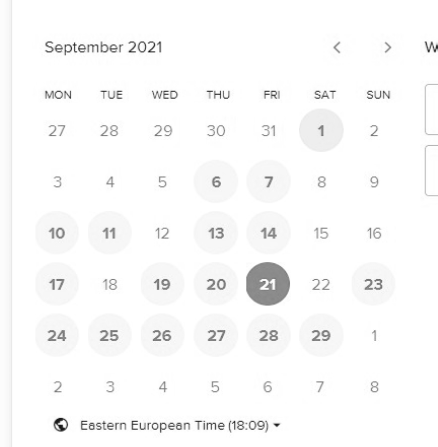 September 2021 < > W
MON TUE WED THU FRI SAT SUN
27 28 29 30 31 1 2
3 4 5 6 7 8 9
10 11 12 13 14 15 16
17 18 19 20 21 22 23
24 25 26 27 28 29 1
2 3 4 5 6 7 8
Eastern European Time (18:09)